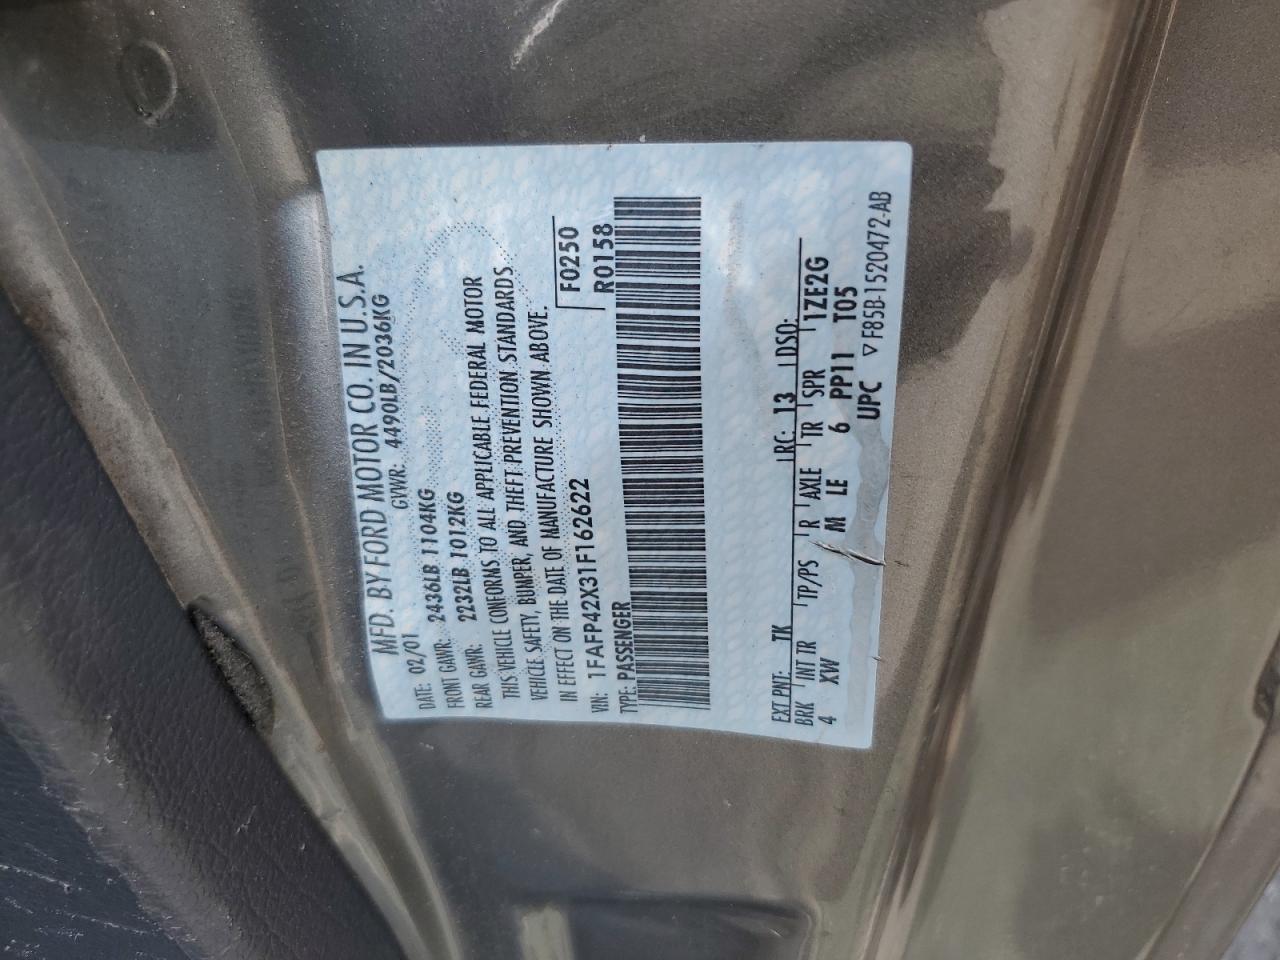 MFD. BY FORD MOTOR CO. IN U.S.A.
DATE: 02/01 GVWR: 4490LB/2036KG
FRONT GAWR: 2436LB 1104KG
REAR GAWR: 2232LB 1012KG
THIS VEHICLE CONFORMS TO ALL APPLICABLE FEDERAL MOTOR
VEHICLE SAFETY, BUMPER, AND THEFT PREVENTION STANDARDS
IN EFFECT ON THE DATE OF MANUFACTURE SHOWN ABOVE.
VIN: 1FAFP42X31F162622 F0250
TYPE: PASSENGER R0158
EXT PNT: TK RC: 13 DSO:
BRK INT TR TP/PS R AXLE TR SPR 1ZE2G
4 XW M LE 6 PP11 T05
UPC ▽F85B-1520472-AB